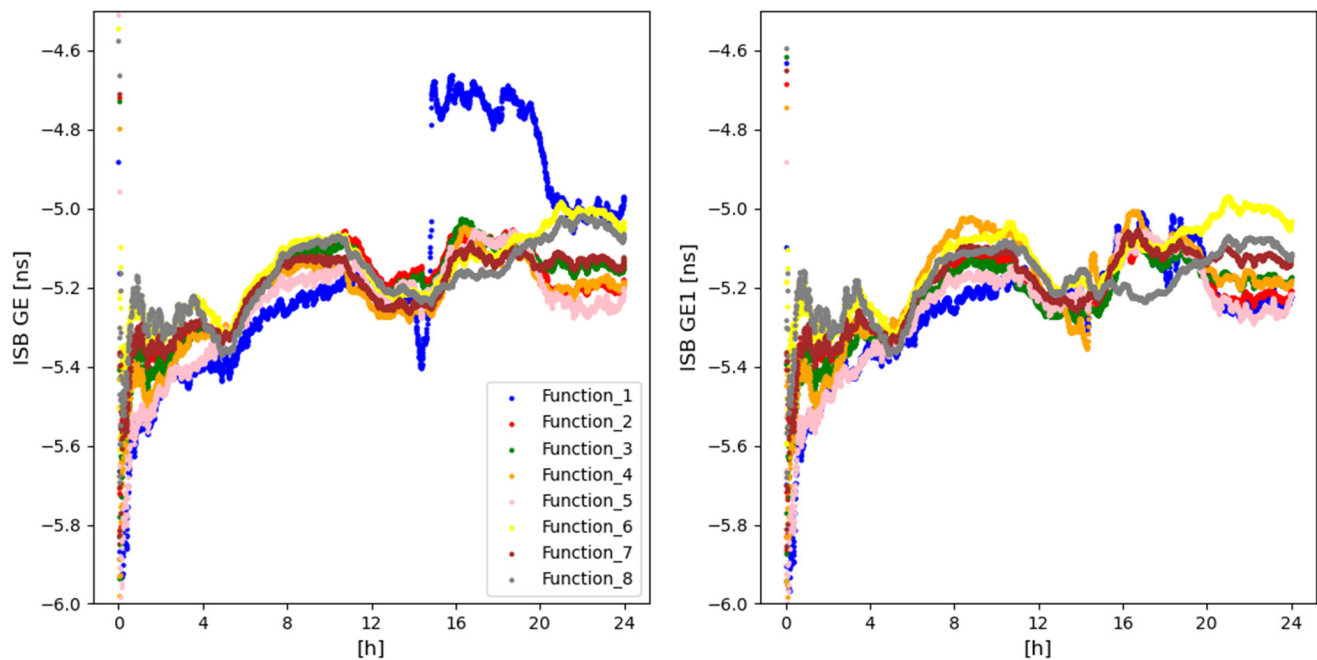 ISB GE [ns]
−4.6
−4.8
−5.0
−5.2
−5.4
−5.6
−5.8
−6.0
0 4 8 12 16 20 24
[h]
Function_1
Function_2
Function_3
Function_4
Function_5
Function_6
Function_7
Function_8
ISB GE1 [ns]
−4.6
−4.8
−5.0
−5.2
−5.4
−5.6
−5.8
−6.0
0 4 8 12 16 20 24
[h]